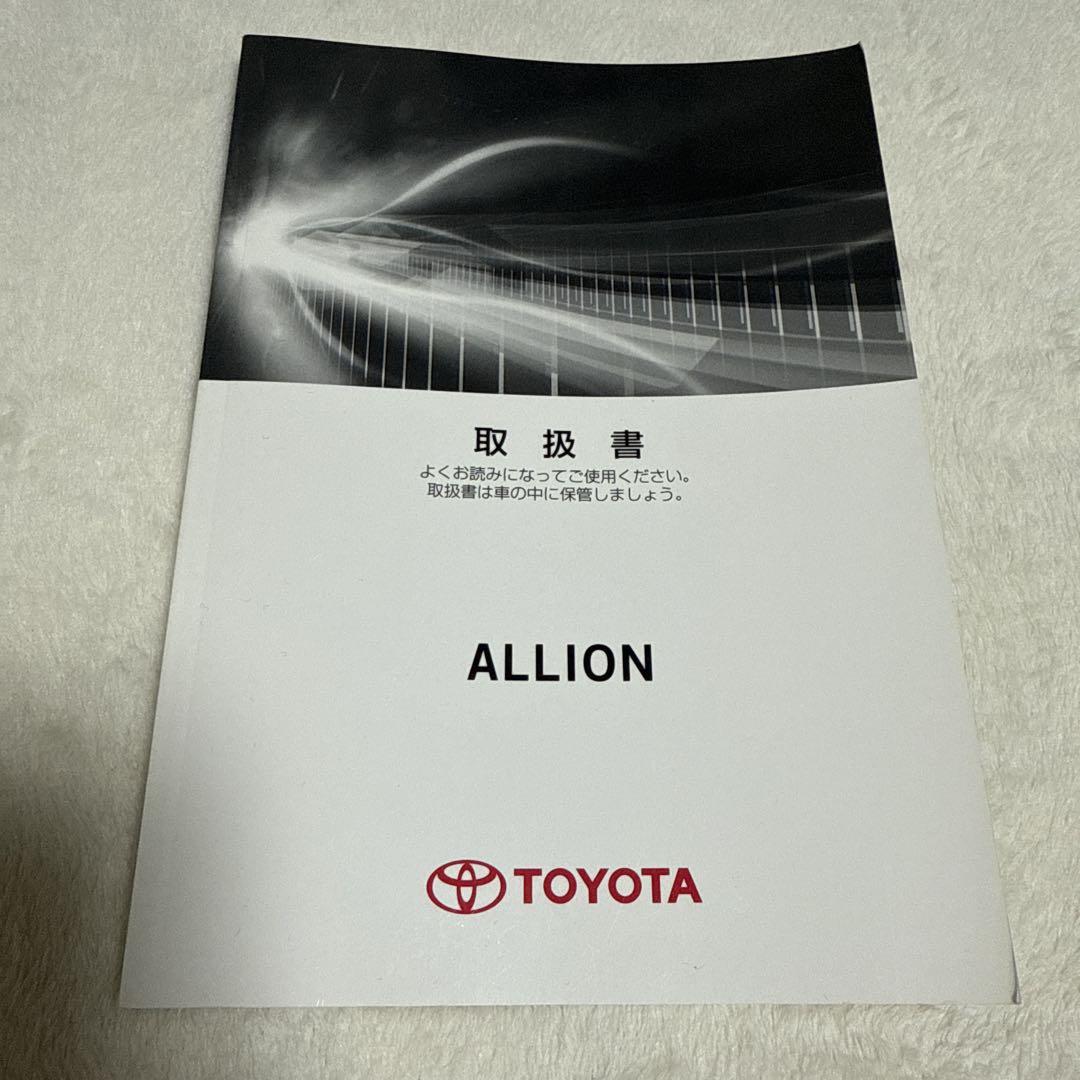 取扱書
よくお読みになってご使用ください。
取扱書は車の中に保管しましょう。
ALLION
TOYOTA